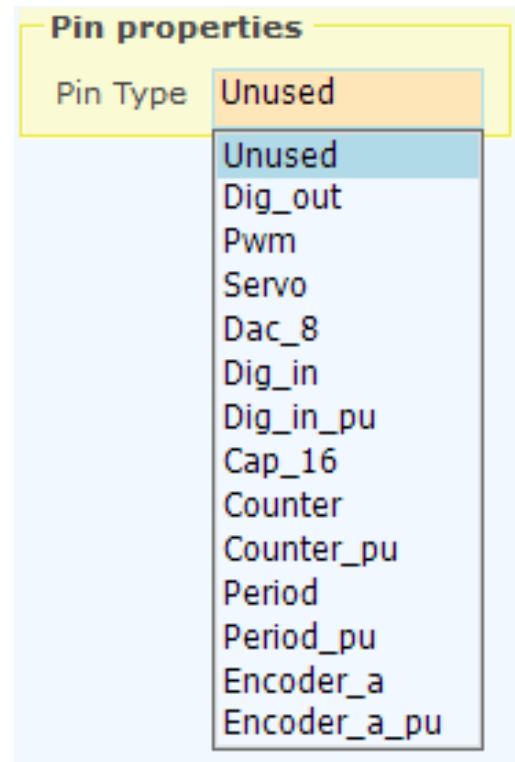 Pin properties
Pin Type Unused
Unused
Dig_out
Pwm
Servo
Dac_8
Dig_in
Dig_in_pu
Cap_16
Counter
Counter_pu
Period
Period_pu
Encoder_a
Encoder_a_pu